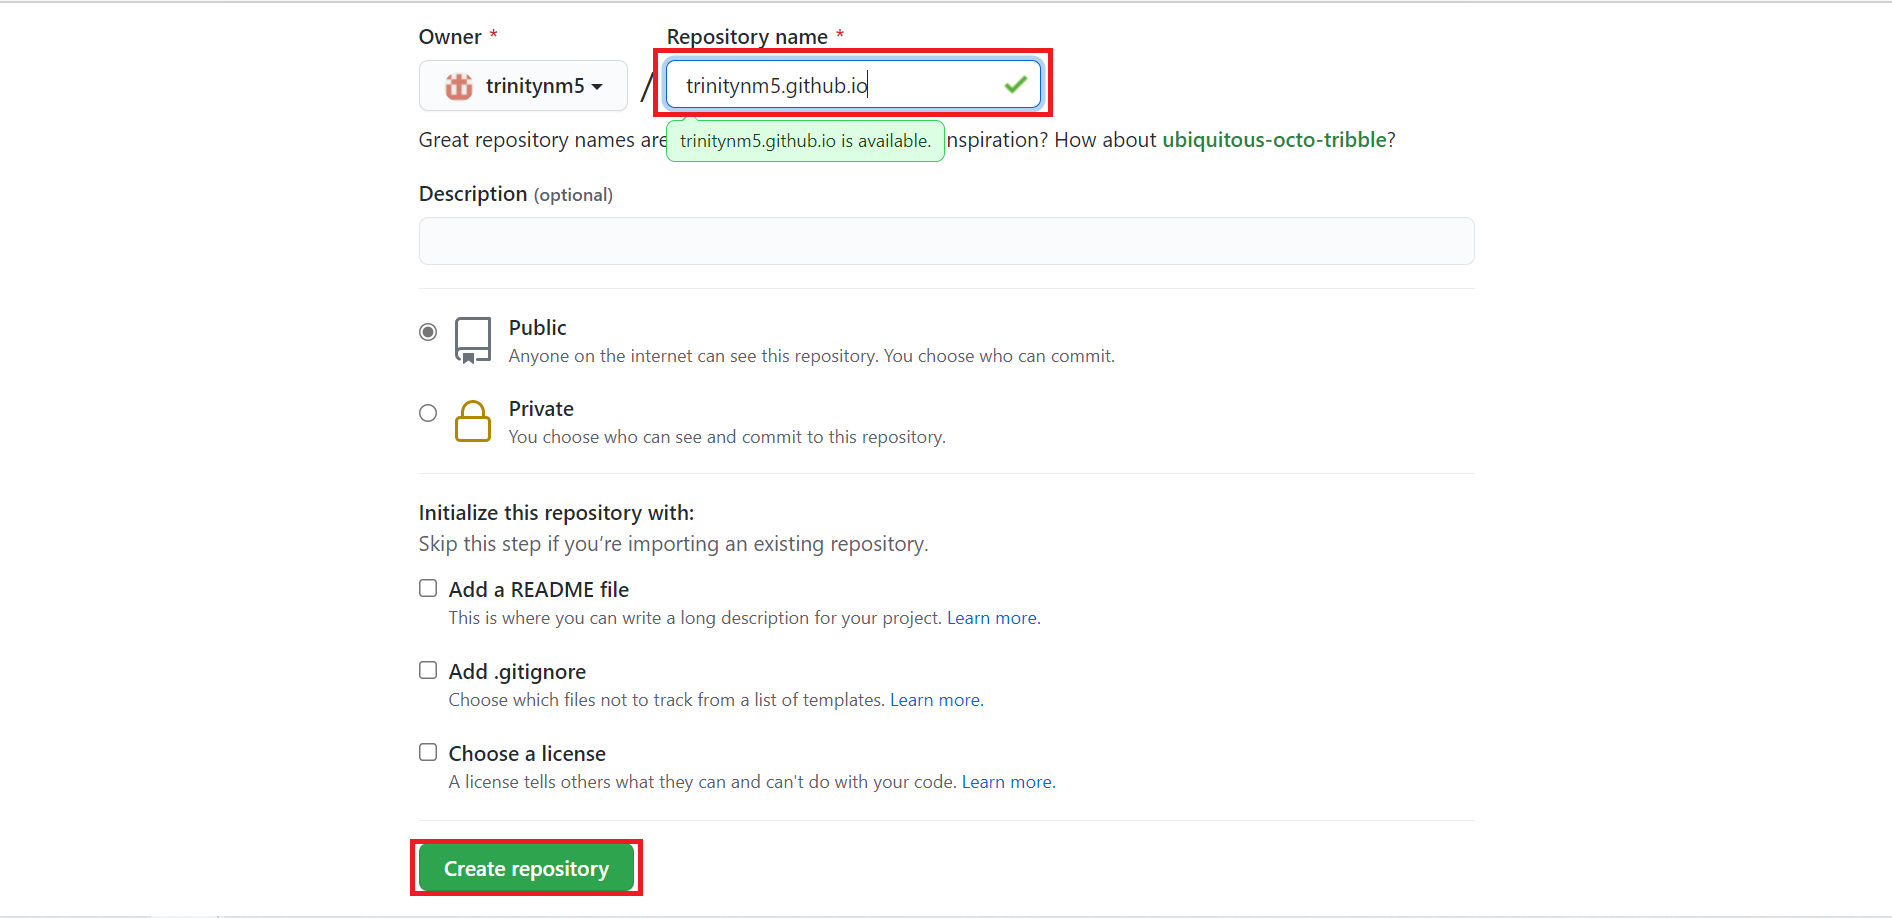 Owner *
Repository name *
trinitynm5
/
trinitynm5.github.io
Great repository names are
trinitynm5.github.io is available.
nspiration? How about ubiquitous-octo-tribble?
Description (optional)
Public
Anyone on the internet can see this repository. You choose who can commit.
Private
You choose who can see and commit to this repository.
Initialize this repository with:
Skip this step if you’re importing an existing repository.
Add a README file
This is where you can write a long description for your project. Learn more.
Add .gitignore
Choose which files not to track from a list of templates. Learn more.
Choose a license
A license tells others what they can and can't do with your code. Learn more.
Create repository